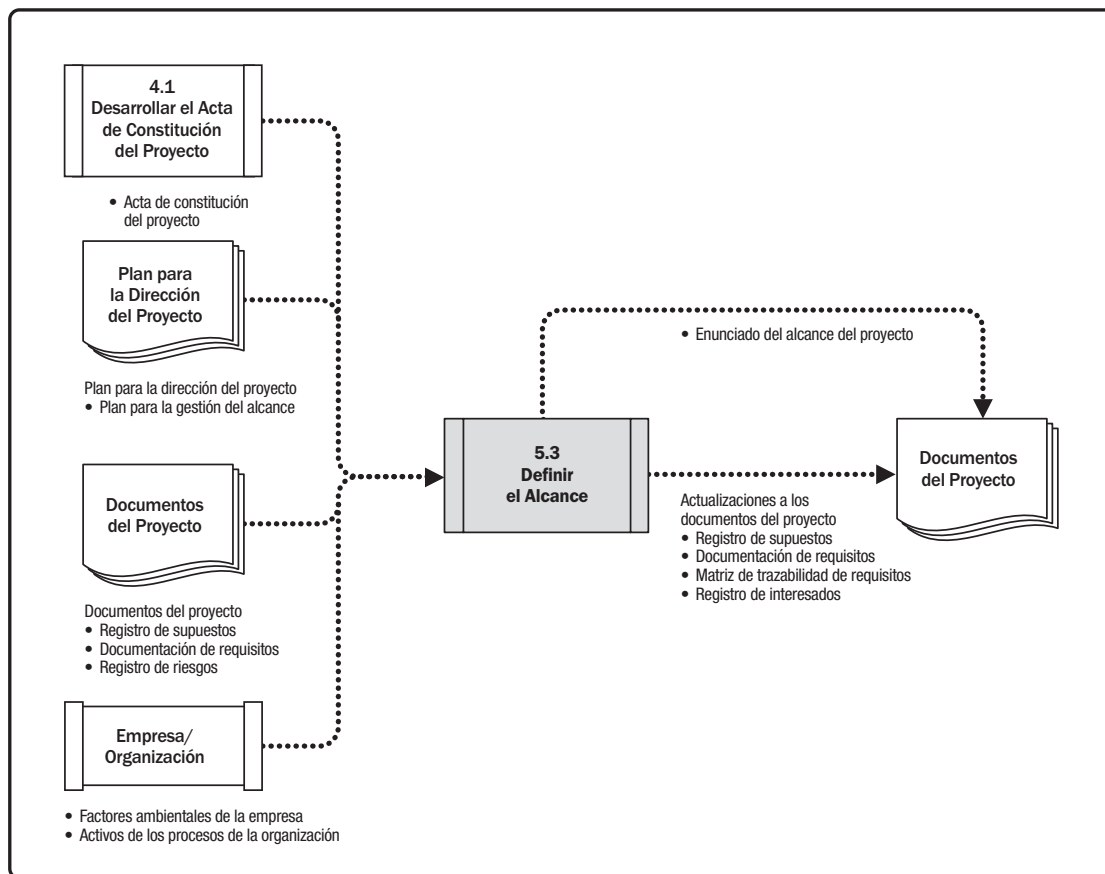 4.1
Desarrollar el Acta
de Constitución
del Proyecto
• Acta de constitución
del proyecto
Plan para
la Dirección
del Proyecto
Plan para la dirección del proyecto
• Plan para la gestión del alcance
Documentos
del Proyecto
Documentos del proyecto
• Registro de supuestos
• Documentación de requisitos
• Registro de riesgos
Empresa/
Organización
• Factores ambientales de la empresa
• Activos de los procesos de la organización
5.3
Definir
el Alcance
• Enunciado del alcance del proyecto
Actualizaciones a los
documentos del proyecto
• Registro de supuestos
• Documentación de requisitos
• Matriz de trazabilidad de requisitos
• Registro de interesados
Documentos
del Proyecto